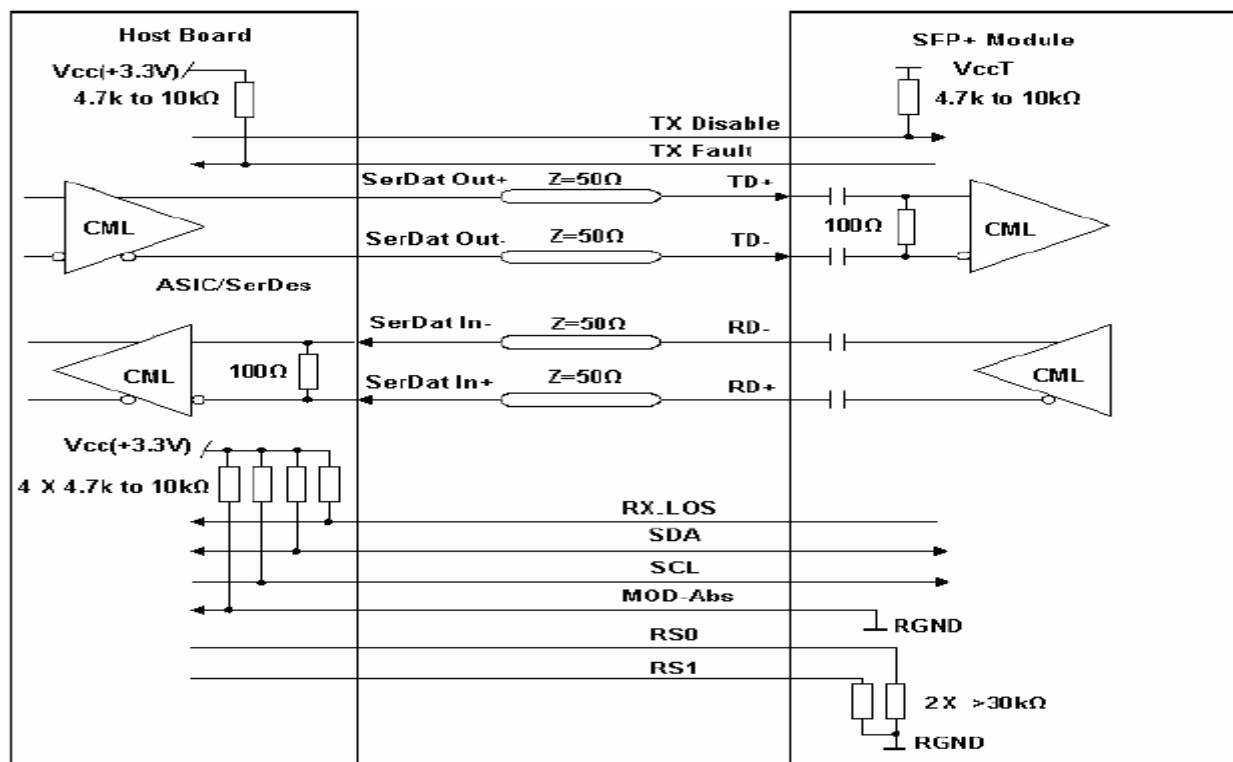 Host Board
Vcc(+3.3V)
4.7k to 10kΩ
SFP+ Module
VccT
4.7k to 10kΩ
TX Disable
TX Fault
SerDat Out+
Z=50Ω
TD+
CML
100Ω
CML
SerDat Out-
Z=50Ω
TD-
ASIC/SerDes
SerDat In-
Z=50Ω
RD-
CML
100Ω
CML
SerDat In+
Z=50Ω
RD+
Vcc(+3.3V)
4 X 4.7k to 10kΩ
RX_LOS
SDA
SCL
MOD-Abs
RGND
RS0
RS1
2X >30kΩ
RGND